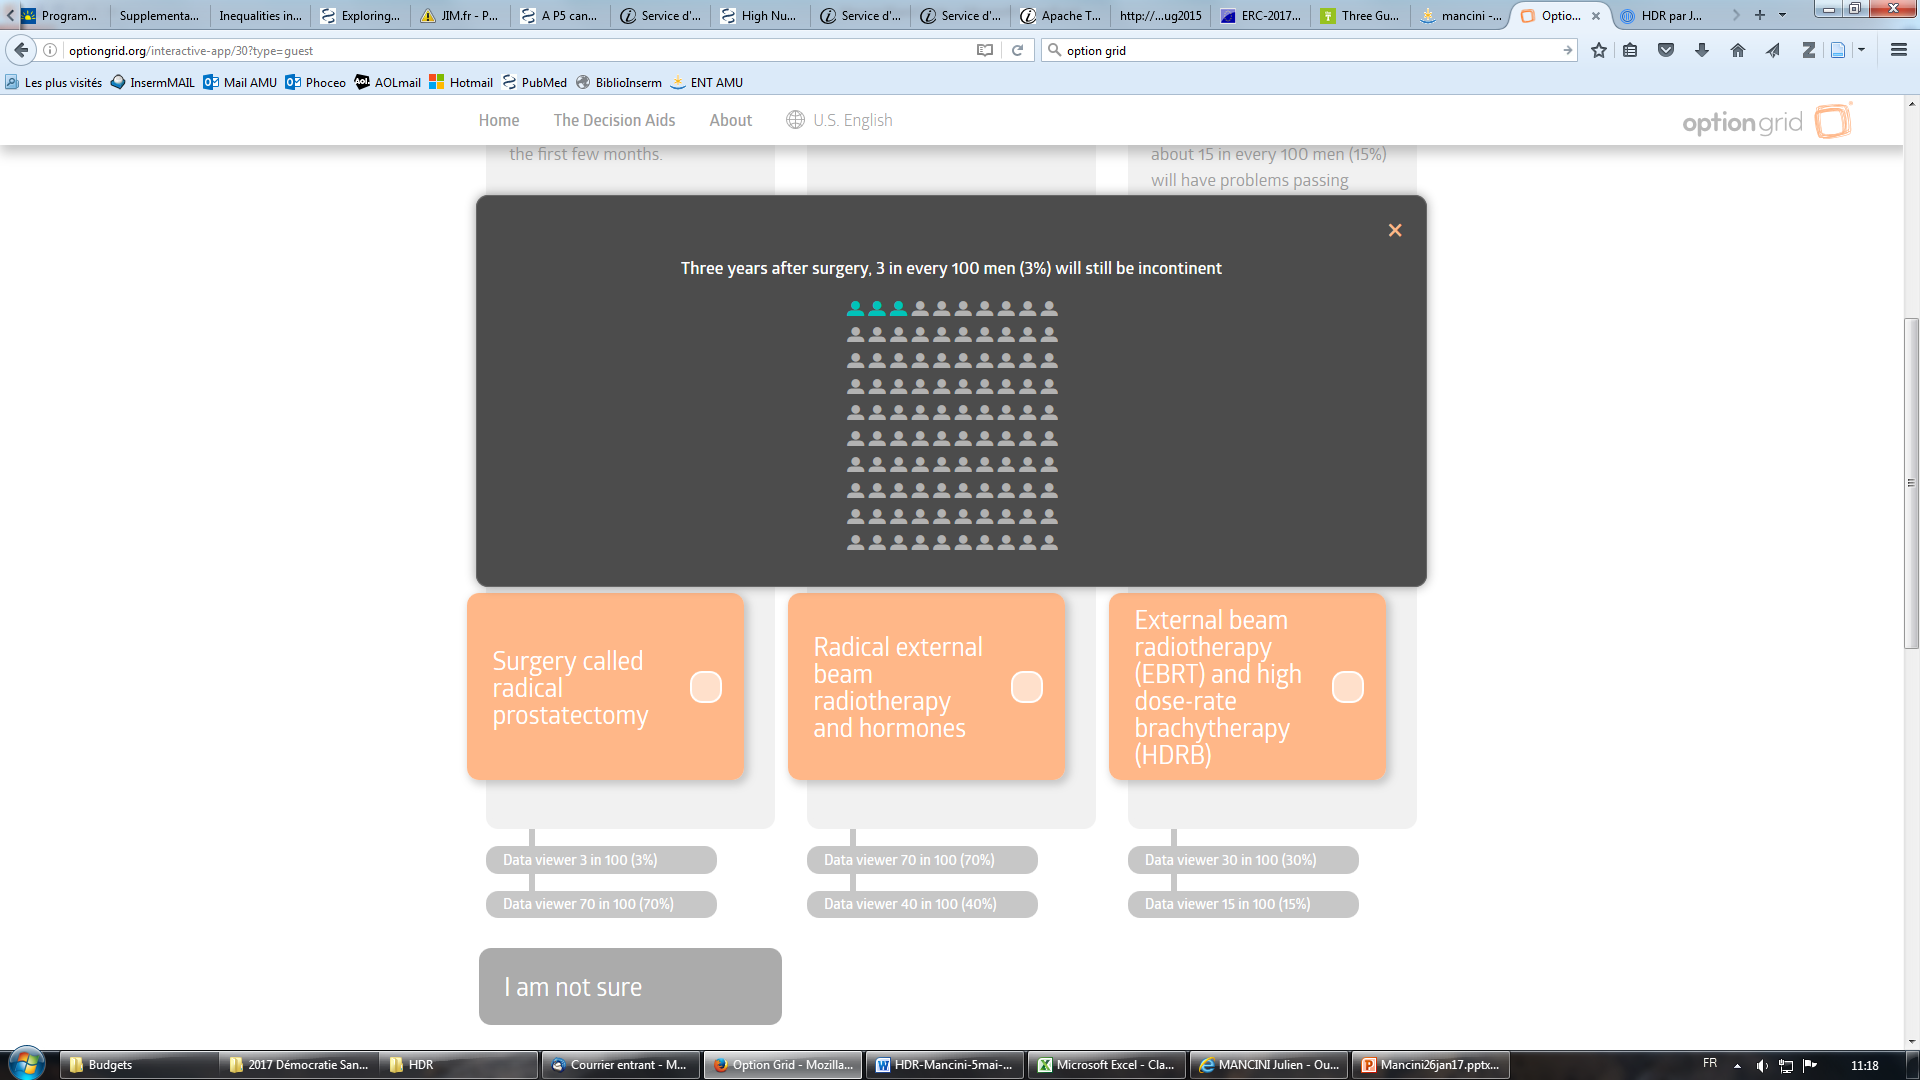 Program...
Supplementa...
Inequalities in...
Exploring...
JIM.fr - P...
A P5 can...
Service d'...
High Nu...
Service d'...
Service d'...
Apache T...
http://...ug2015
ERC-2017...
Three Gu...
mancini -...
Optio...
HDR par J...
optiongrid.org/interactive-app/30?type=guest
option grid
Les plus visités
InsermMAIL
Mail AMU
Phoceo
Aol.
AOLmail
Hotmail
PubMed
BiblioInserm
ENT AMU
Home
The Decision Aids
About
U.S. English
option grid
the first few months.
about 15 in every 100 men (15%)
will have problems passing
Three years after surgery, 3 in every 100 men (3%) will still be incontinent
Surgery called
radical
prostatectomy
Radical external
beam
radiotherapy
and hormones
External beam
radiotherapy
(EBRT) and high
dose-rate
brachytherapy
(HDRB)
Data viewer 3 in 100 (3%)
Data viewer 70 in 100 (70%)
Data viewer 30 in 100 (30%)
Data viewer 70 in 100 (70%)
Data viewer 40 in 100 (40%)
Data viewer 15 in 100 (15%)
I am not sure
Budgets
2017 Démocratie San...
HDR
Courrier entrant - M...
Option Grid - Mozilla...
HDR-Mancini-5mai-...
Microsoft Excel - Cla...
MANCINI Julien - Ou...
Mancini26jan17.pptx...
FR
11:18